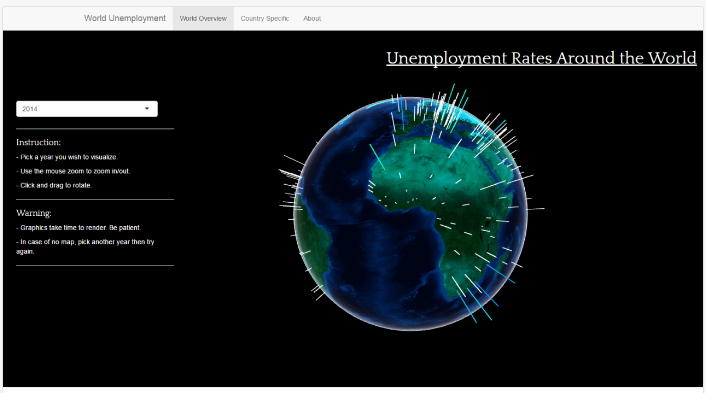 World Unemployment World Overview Country Specific About
Unemployment Rates Around the World
2014
Instruction:
- Pick a year you wish to visualize.
- Use the mouse zoom to zoom in/out.
- Click and drag to rotate.
Warning:
- Graphics take time to render. Be patient.
- In case of no map, pick another year then try
again.